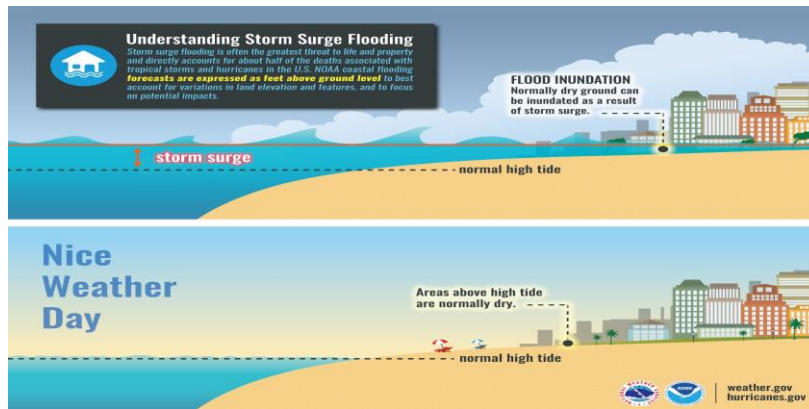 Understanding Storm Surge Flooding
Storm surge flooding is often the greatest threat to life and property
and directly accounts for about half of the deaths associated with
tropical storms and hurricanes in the U.S. NOAA coastal flooding
forecasts are expressed as feet above ground level to best
account for variations in land elevation and features, and to focus
on potential impacts.
FLOOD INUNDATION
Normally dry ground can
be inundated as a result
of storm surge.
storm surge
normal high tide
Nice
Weather
Day
Areas above high tide
are normally dry.
normal high tide
NOAA
weather.gov
hurricanes.gov